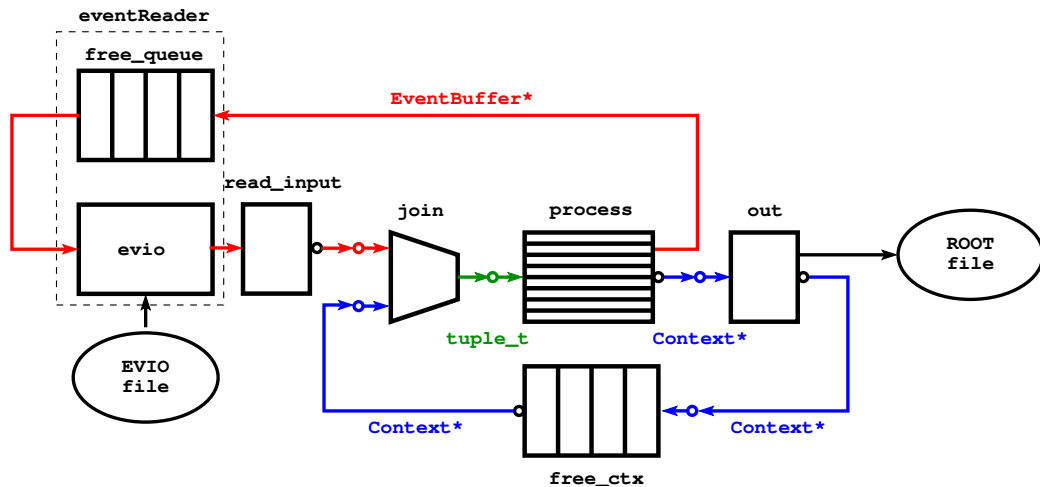 eventReader
free_queue
EventBuffer*
read_input
join
process
out
evio
ROOT
file
tuple_t
Context*
EVIO
file
Context*
Context*
free_ctx